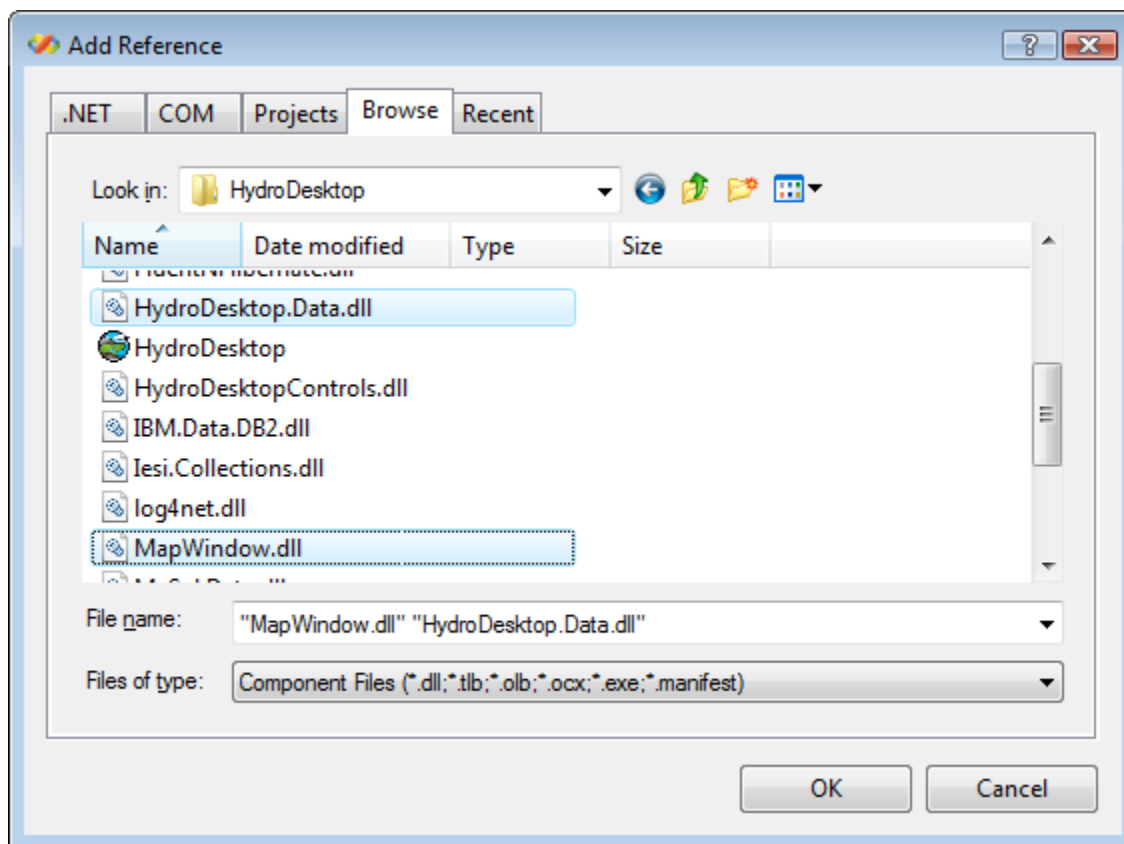 Add Reference
.NET COM Projects Browse Recent
Look in: HydroDesktop
Name Date modified Type Size
HydroDesktop.Data.dll
HydroDesktop
HydroDesktopControls.dll
IBM.Data.DB2.dll
Iesi.Collections.dll
log4net.dll
MapWindow.dll
File name: "MapWindow.dll" "HydroDesktop.Data.dll"
Files of type: Component Files (*.dll;*.tlb;*.olb;*.ocx;*.exe;*.manifest)
OK Cancel